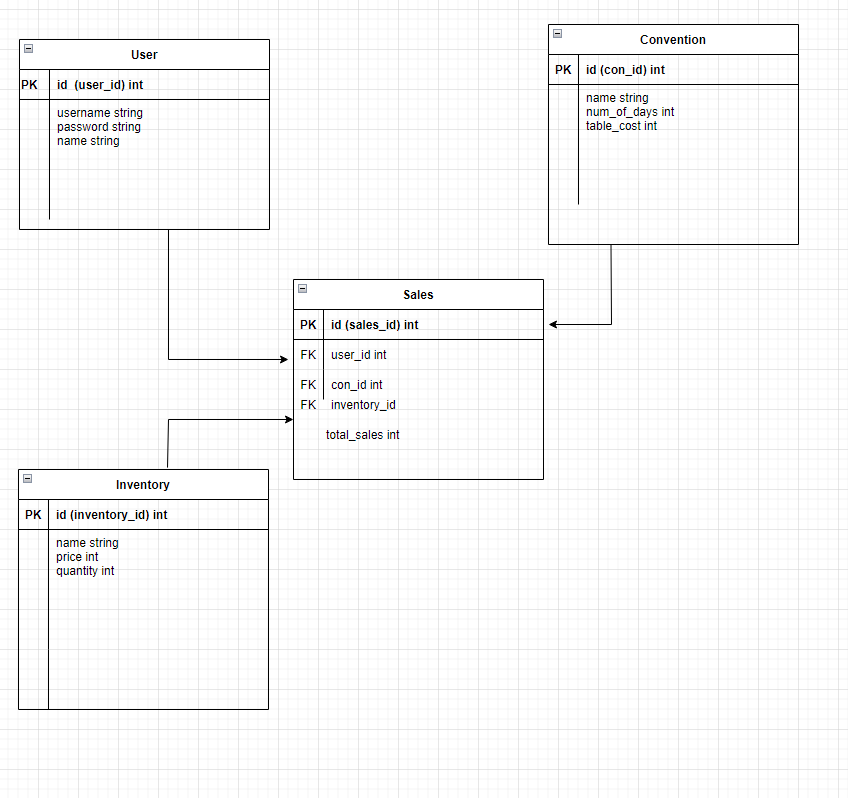 User
PK id (user_id) int
username string
password string
name string
Convention
PK id (con_id) int
name string
num_of_days int
table_cost int
Sales
PK id (sales_id) int
FK user_id int
FK con_id int
FK inventory_id
total_sales int
Inventory
PK id (inventory_id) int
name string
price int
quantity int